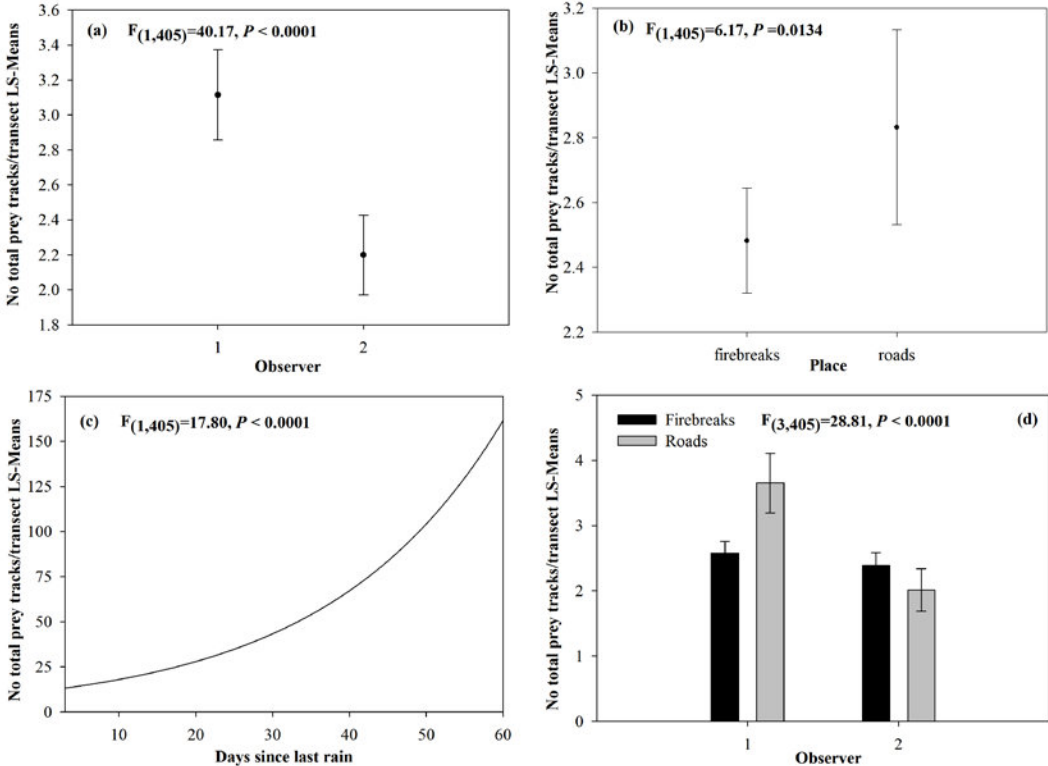 (a) F(1,405)=40.17, P < 0.0001
No total prey tracks/transect LS-Means
3.6
3.4
3.2
3.0
2.8
2.6
2.4
2.2
2.0
1.8
1 2
Observer
(b) F(1,405)=6.17, P =0.0134
No total prey tracks/transect LS-Means
3.2
3.0
2.8
2.6
2.4
2.2
firebreaks roads
Place
(c) F(1,405)=17.80, P < 0.0001
No total prey tracks/transect LS-Means
175
150
125
100
75
50
25
0
10 20 30 40 50 60
Days since last rain
Firebreaks F(3,405)=28.81, P < 0.0001 (d)
Roads
No total prey tracks/transect LS-Means
5
4
3
2
1
0
1 2
Observer